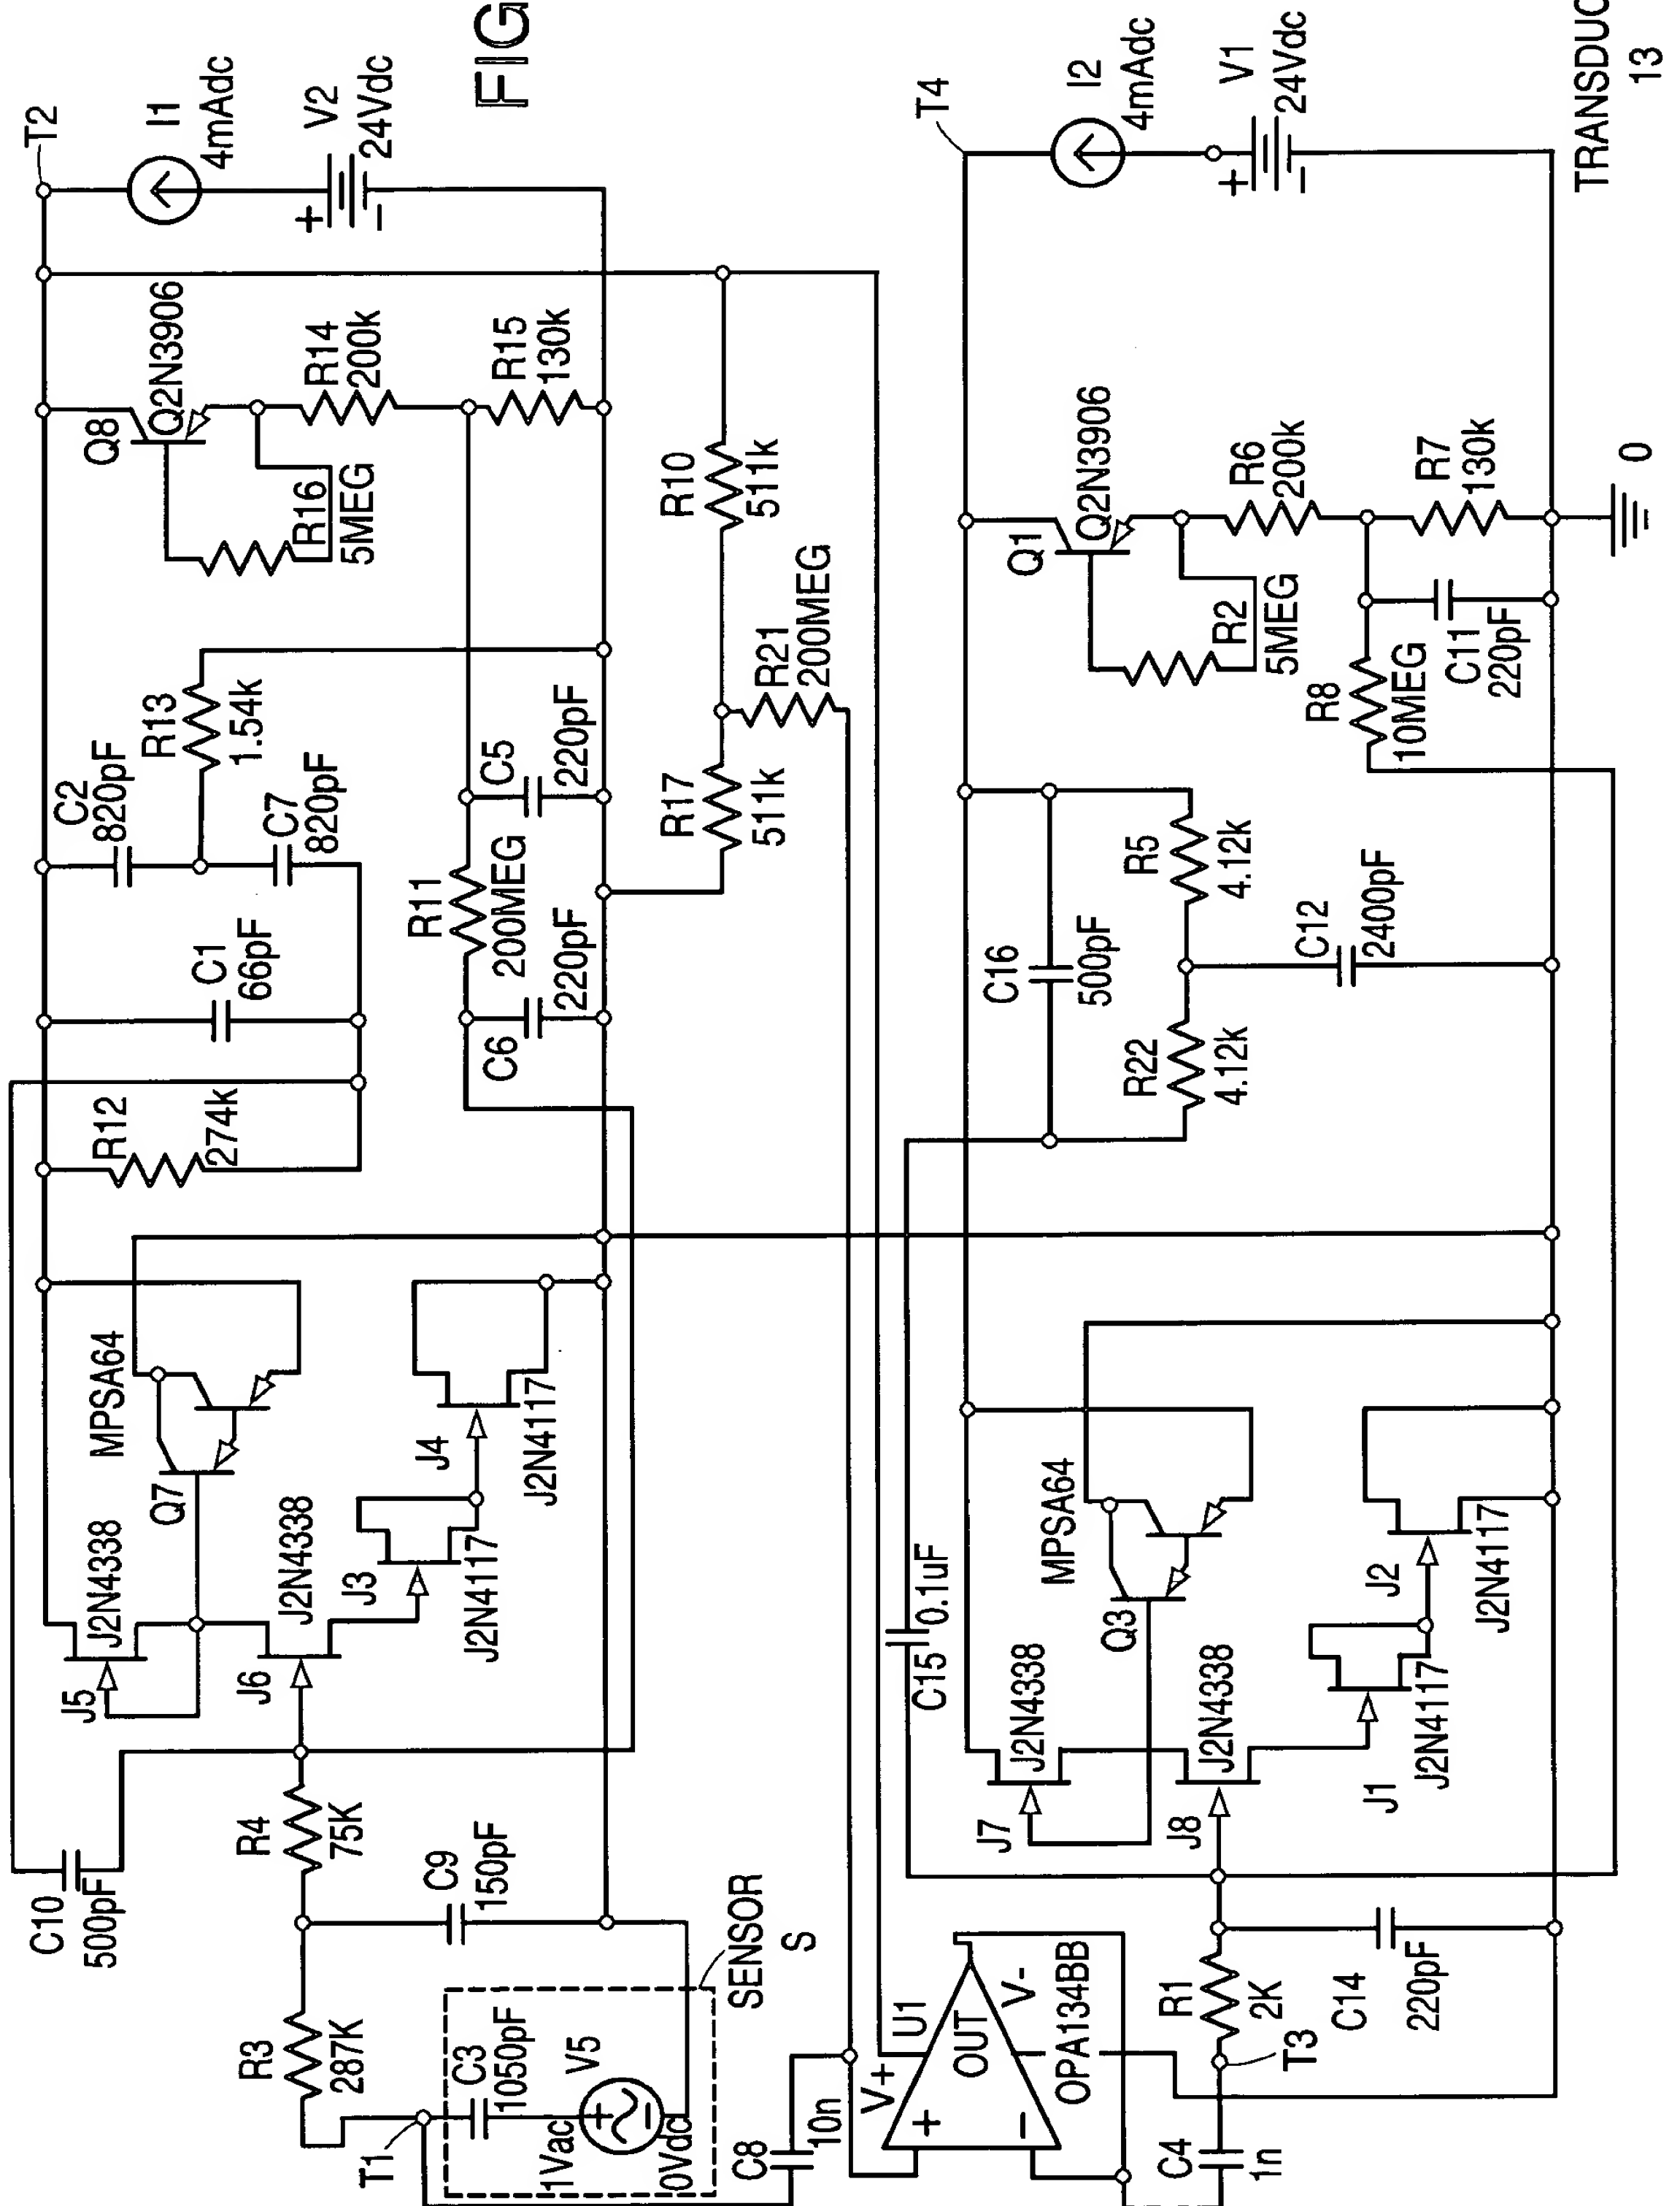 FIG
T2
I1
4mAdc
V2
24Vdc
Q8
Q2N3906
R16
5MEG
R14
200k
R15
130k
C2
820pF
R13
1.54k
C7
820pF
C1
66pF
R12
274k
C5
220pF
R11
200MEG
C6
220pF
R10
511k
R21
200MEG
R17
511k
MPSA64
Q7
J2N4338
J5
J2N4338
J6
J3
J2N4117
J4
J2N4117
C10
500pF
R4
75K
C9
150pF
R3
287K
T1
C3
1050pF
V5
1Vac
0Vdc
SENSOR
S
C8
10n
T4
I2
4mAdc
V1
24Vdc
TRANSDUC
13
Q1
Q2N3906
R2
5MEG
R6
200k
R7
130k
0
R8
10MEG
C11
220pF
R5
4.12k
C16
500pF
R22
4.12k
C12
2400pF
MPSA64
Q3
C15
0.1uF
J2N4338
J7
J2N4338
J8
J1
J2N4117
J2
J2N4117
U1
V+
OUT
V-
OPA134BB
+
−
R1
2K
C14
220pF
T3
C4
1n